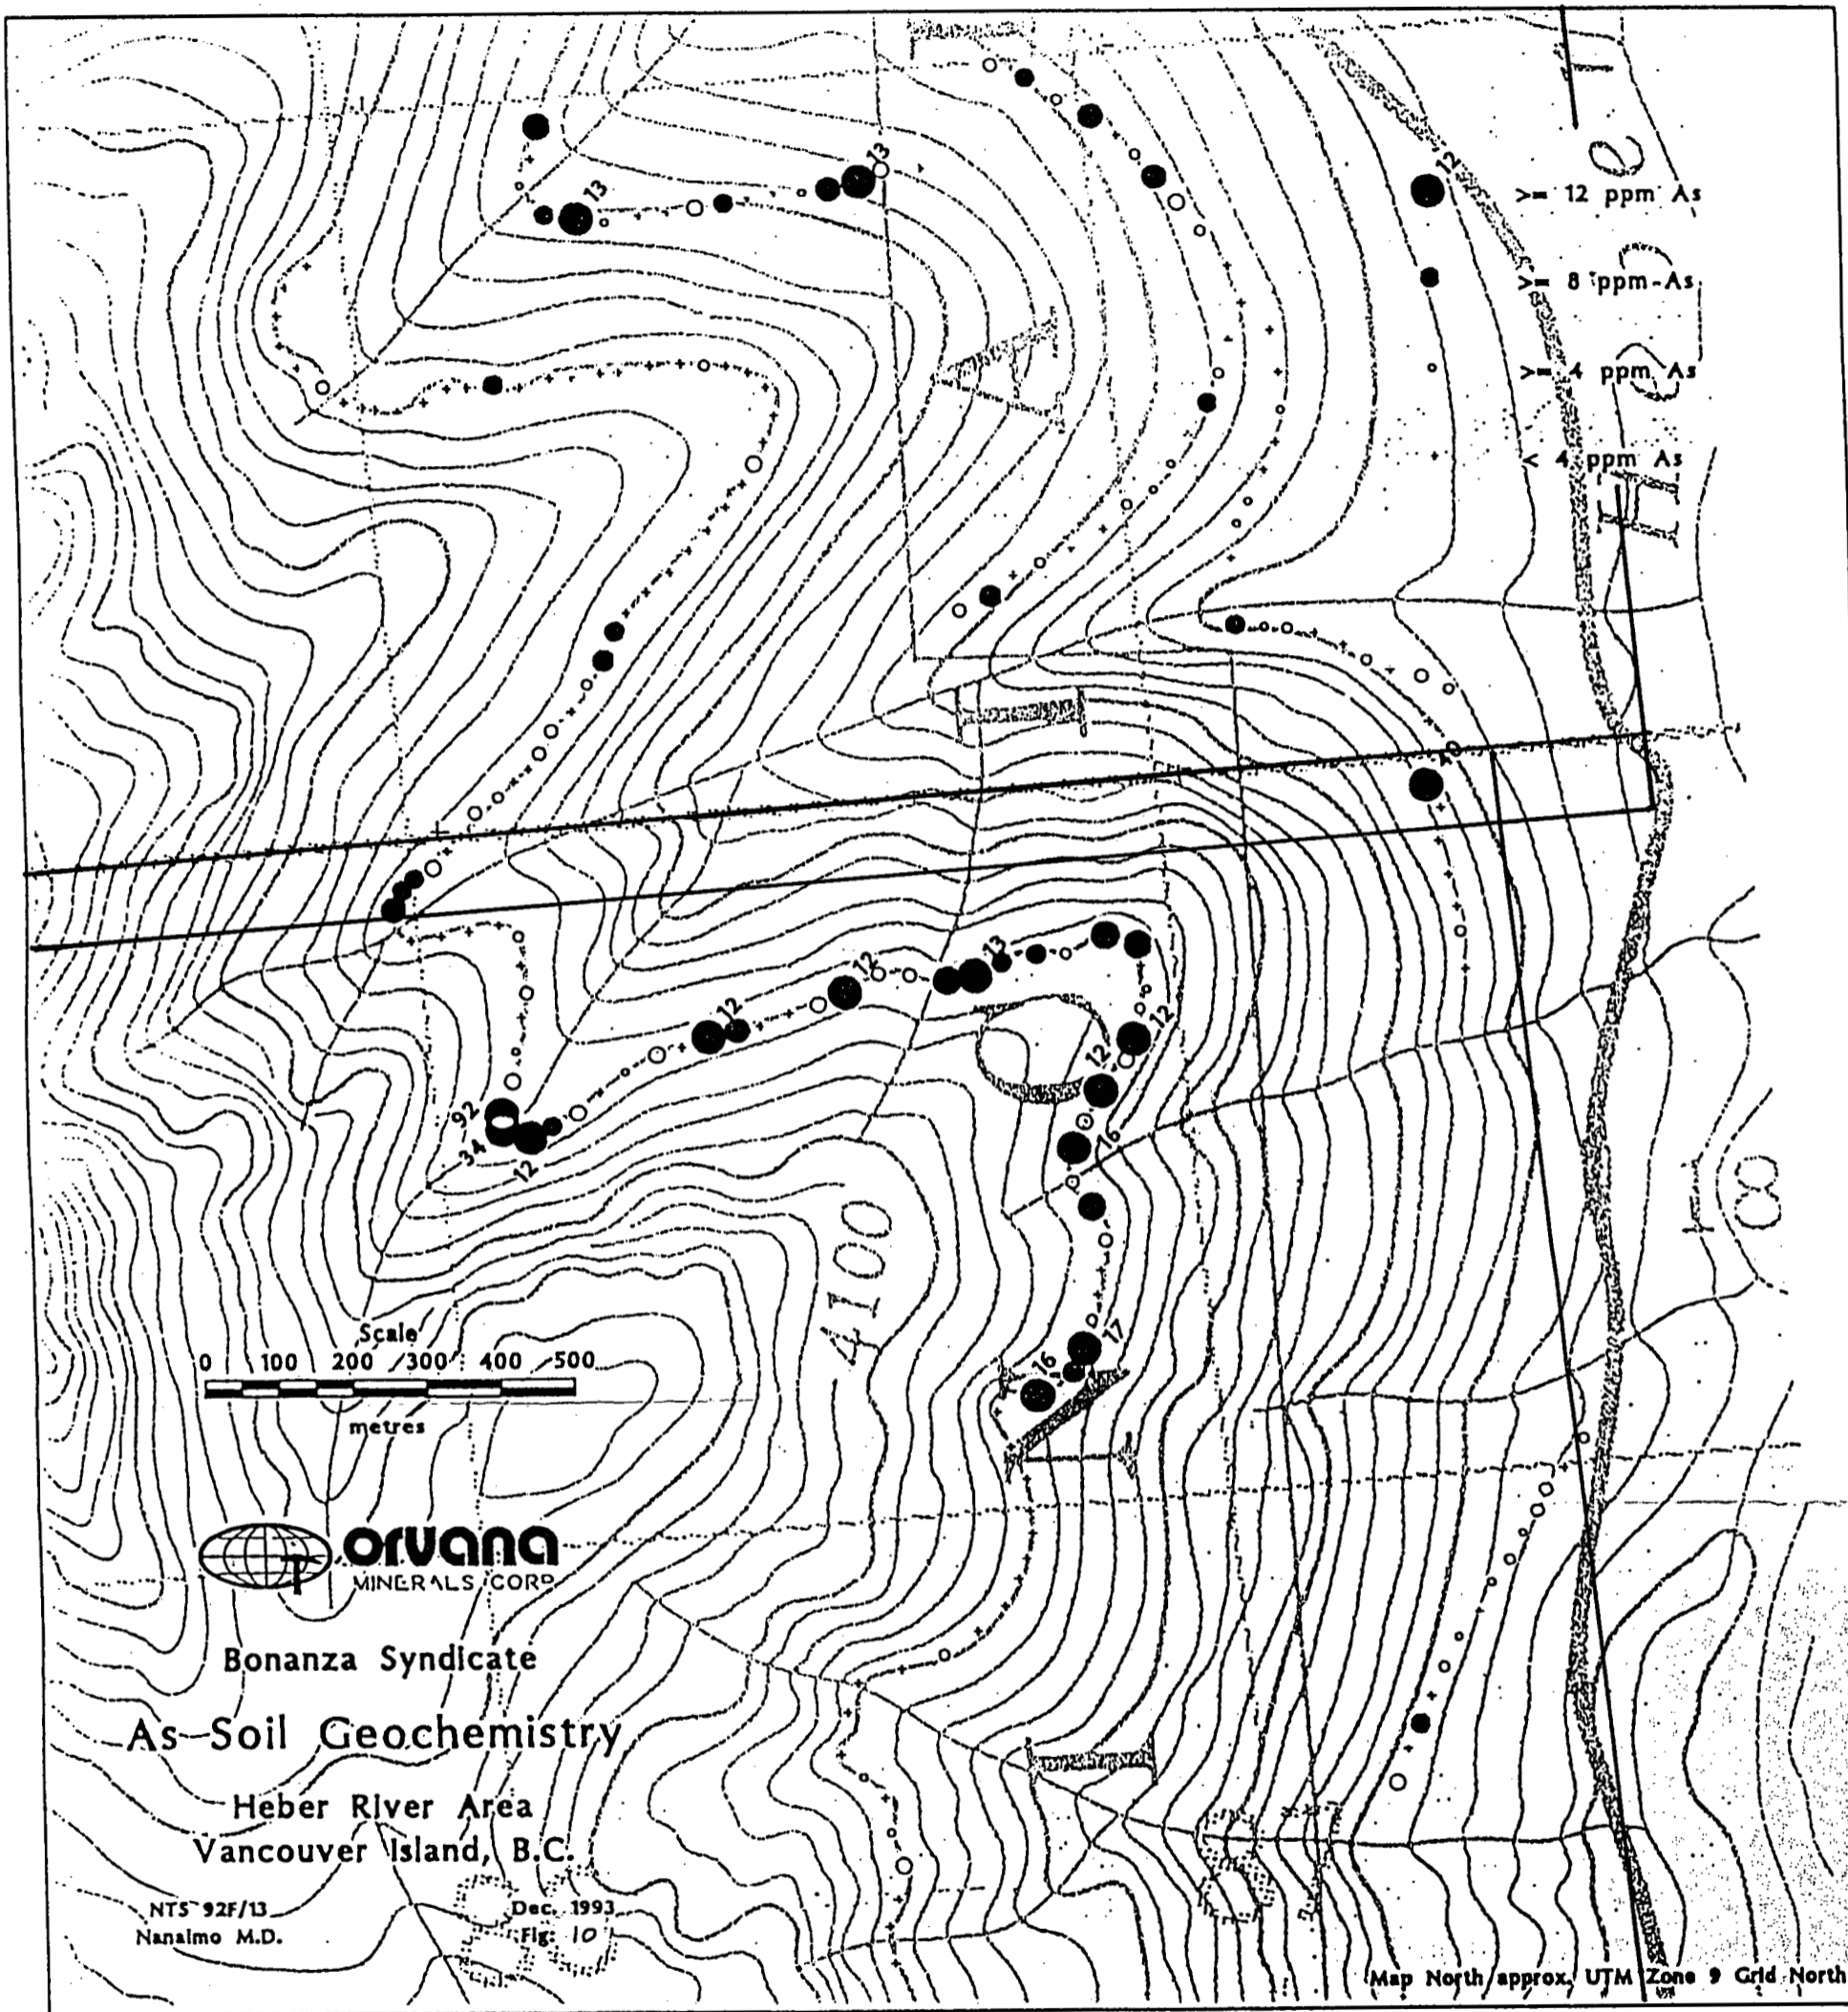 13
13
12
>= 12 ppm As
>= 8 ppm As
>= 4 ppm As
< 4 ppm As
H
13
12
12
12
12
92
34
12
16
18
4100
17
16
Scale
0 100 200 300 400 500
metres
orvana
MINERALS CORP
Bonanza Syndicate
As Soil Geochemistry
Heber River Area
Vancouver Island, B.C.
NTS 92F/13
Nanaimo M.D.
Dec. 1993
Fig. 10
Map North approx. UTM Zone 9 Grid North